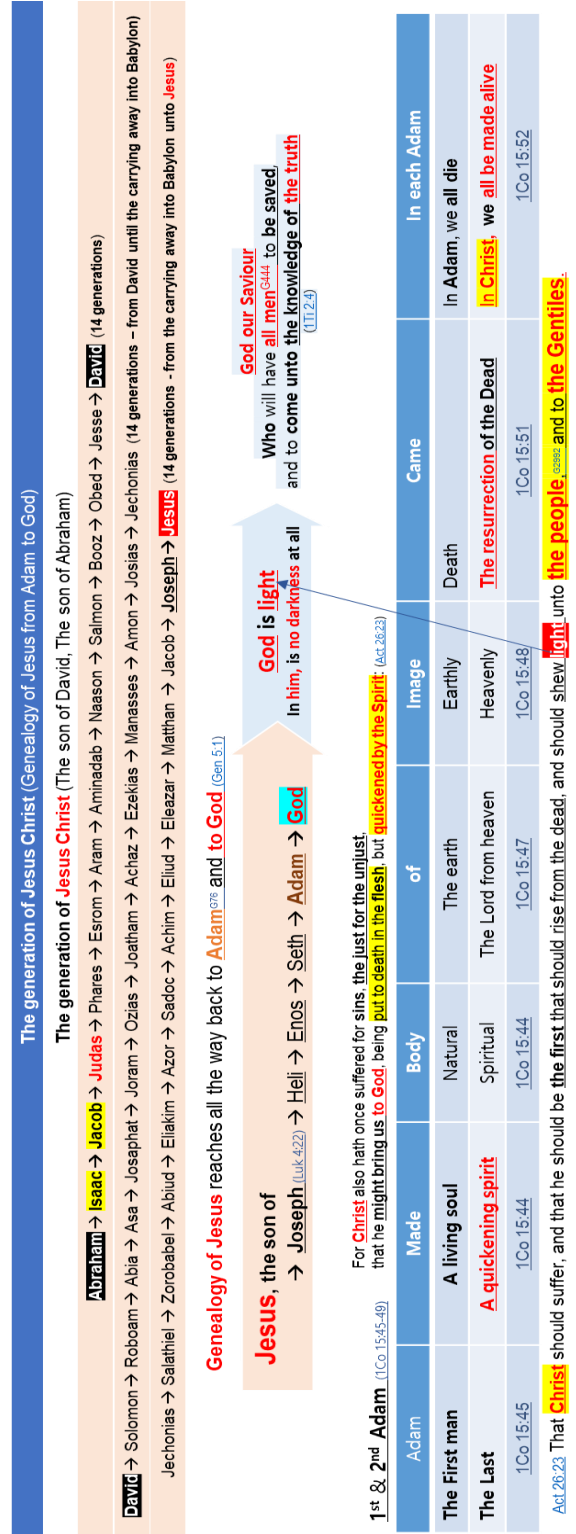 The generation of Jesus Christ (Genealogy of Jesus from Adam to God)
The generation of Jesus Christ (The son of David, The son of Abraham)
Abraham → Isaac → Jacob → Judas → Phares → Esrom → Aram → Aminadab → Naason → Salmon → Booz → Obed → Jesse → David (14 generations)
David → Solomon → Roboam → Abia → Asa → Josaphat → Joram → Ozias → Joatham → Achaz → Ezekias → Manasses → Amon → Josias → Jechonias (14 generations – from David until the carrying away into Babylon)
Jechonias → Salathiel → Zorobabel → Abiud → Eliakim → Azor → Sadoc → Achim → Eliud → Eleazar → Matthan → Jacob → Joseph → Jesus (14 generations - from the carrying away into Babylon unto Jesus)
Genealogy of Jesus reaches all the way back to Adam G76 and to God (Gen 5:1)
Jesus, the son of
→ Joseph (Luk 4:22) → Heli → Enos → Seth → Adam → God
God is light
In him, is no darkness at all
God our Saviour
Who will have all men G444 to be saved,
and to come unto the knowledge of the truth
(1Ti 2:4)
1st & 2nd Adam (1Co 15:45-49)
For Christ also hath once suffered for sins, the just for the unjust,
that he might bring us to God, being put to death in the flesh, but quickened by the Spirit: (Act 26:23)
Adam Made Body of Image Came In each Adam
The First man A living soul Natural The earth Earthly Death In Adam, we all die
The Last A quickening spirit Spiritual The Lord from heaven Heavenly The resurrection of the Dead In Christ, we all be made alive
1Co 15:45 1Co 15:44 1Co 15:44 1Co 15:47 1Co 15:48 1Co 15:51 1Co 15:52
Act 26:23 That Christ should suffer, and that he should be the first that should rise from the dead, and should shew light unto the people, G2992 and to the Gentiles.